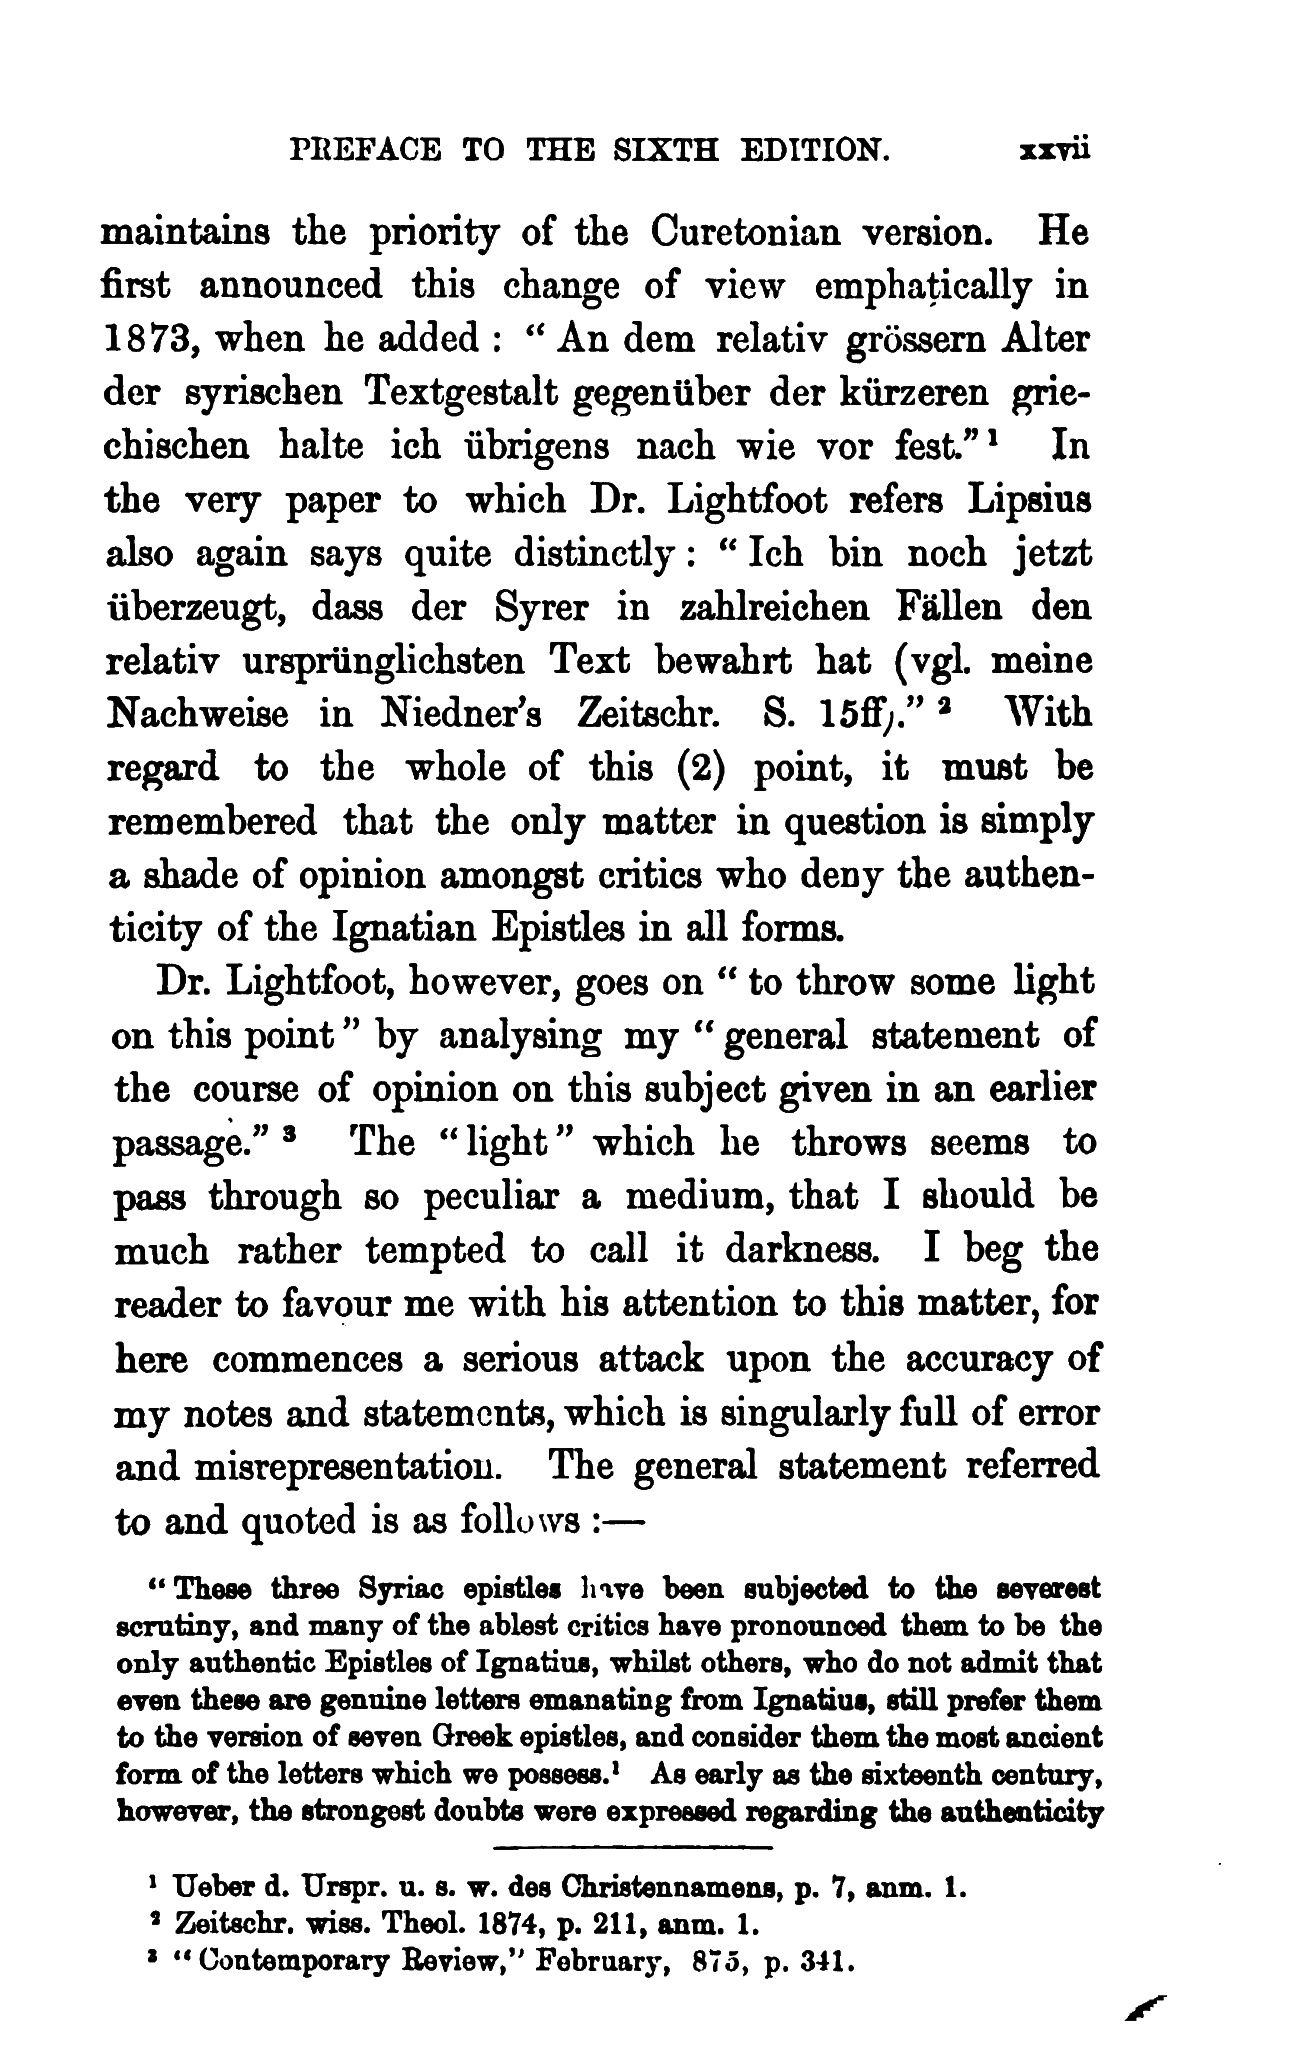 PREFACE TO THE SIXTH EDITION. xxvii
maintains the priority of the Curetonian version. He
first announced this change of view emphatically in
1873, when he added : “ An dem relativ grössern Alter
der syrischen Textgestalt gegenüber der kürzeren grie-
chischen halte ich übrigens nach wie vor fest.” ¹ In
the very paper to which Dr. Lightfoot refers Lipsius
also again says quite distinctly : “ Ich bin noch jetzt
überzeugt, dass der Syrer in zahlreichen Fällen den
relativ ursprünglichsten Text bewahrt hat (vgl. meine
Nachweise in Niedner's Zeitschr. S. 15ff).” ² With
regard to the whole of this (2) point, it must be
remembered that the only matter in question is simply
a shade of opinion amongst critics who deny the authen-
ticity of the Ignatian Epistles in all forms.
Dr. Lightfoot, however, goes on “ to throw some light
on this point ” by analysing my “ general statement of
the course of opinion on this subject given in an earlier
passage.” ³ The “ light ” which he throws seems to
pass through so peculiar a medium, that I should be
much rather tempted to call it darkness. I beg the
reader to favour me with his attention to this matter, for
here commences a serious attack upon the accuracy of
my notes and statements, which is singularly full of error
and misrepresentation. The general statement referred
to and quoted is as follows :—
“ These three Syriac epistles have been subjected to the severest
scrutiny, and many of the ablest critics have pronounced them to be the
only authentic Epistles of Ignatius, whilst others, who do not admit that
even these are genuine letters emanating from Ignatius, still prefer them
to the version of seven Greek epistles, and consider them the most ancient
form of the letters which we possess.¹ As early as the sixteenth century,
however, the strongest doubts were expressed regarding the authenticity
¹ Ueber d. Urspr. u. s. w. des Christennamens, p. 7, anm. 1.
² Zeitschr. wiss. Theol. 1874, p. 211, anm. 1.
³ “ Contemporary Review,” February, 875, p. 341.